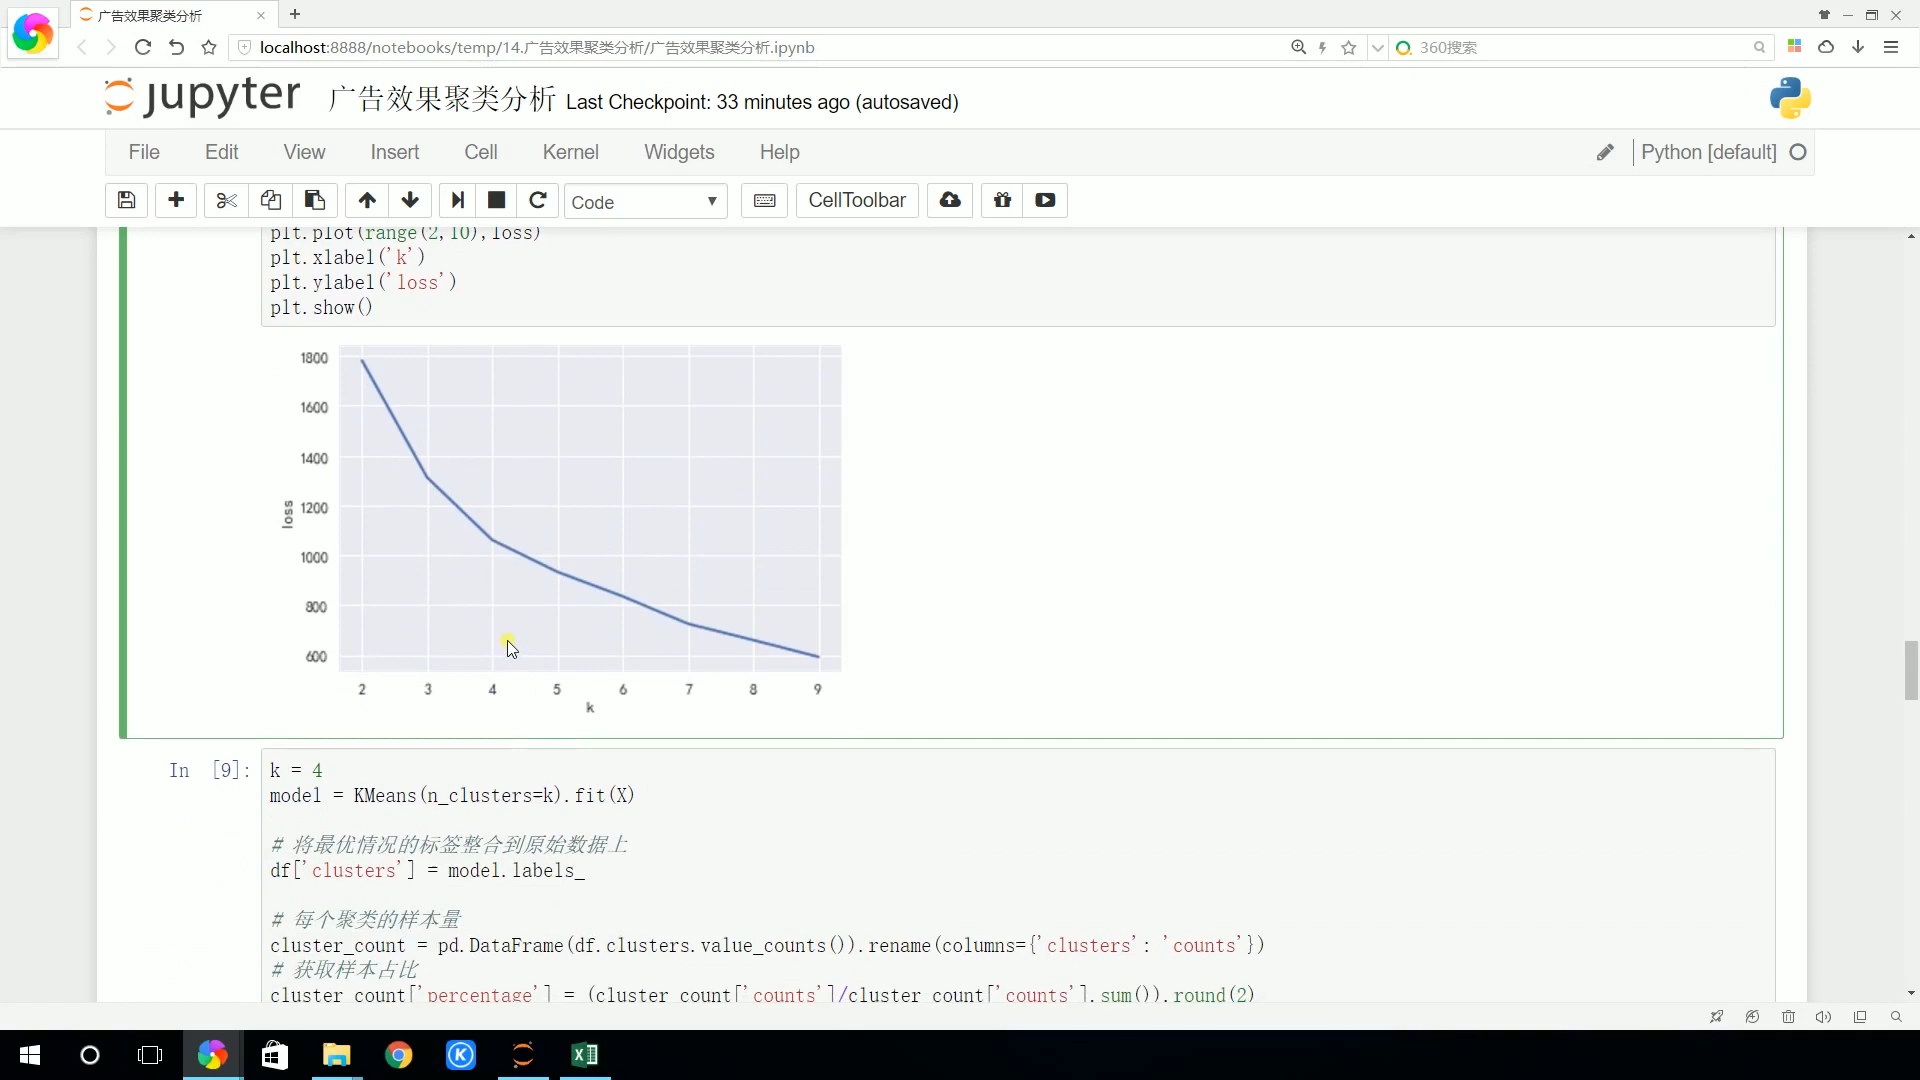 广告效果聚类分析
localhost:8888/notebooks/temp/14.广告效果聚类分析/广告效果聚类分析.ipynb
360搜索
jupyter 广告效果聚类分析 Last Checkpoint: 33 minutes ago (autosaved)
File Edit View Insert Cell Kernel Widgets Help
Python [default]
Code
CellToolbar
plt.plot(range(2,10),loss)
plt.xlabel('k')
plt.ylabel('loss')
plt.show()
1800
1600
1400
1200
1000
800
600
loss
2 3 4 5 6 7 8 9
k
In [9]:
k = 4
model = KMeans(n_clusters=k).fit(X)
# 将最优情况的标签整合到原始数据上
df['clusters'] = model.labels_
# 每个聚类的样本量
cluster_count = pd.DataFrame(df.clusters.value_counts()).rename(columns={'clusters': 'counts'})
# 获取样本占比
cluster_count['percentage'] = (cluster_count['counts']/cluster_count['counts'].sum()).round(2)